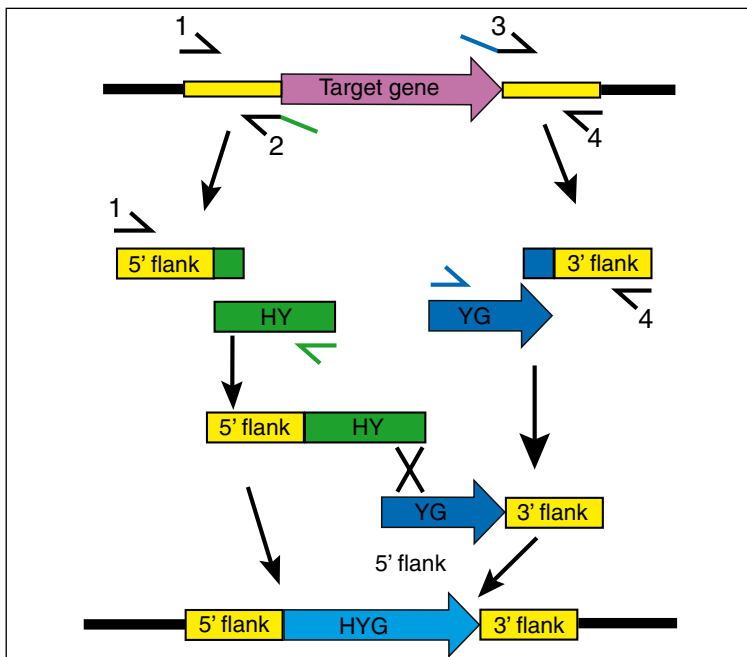 1
3
Target gene
2
4
1
5' flank
3' flank
HY
YG
4
5' flank
HY
YG
3' flank
5' flank
5' flank
HYG
3' flank